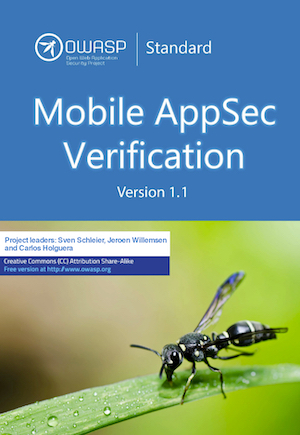 OWASP
Open Web Application
Security Project
Standard
Mobile AppSec
Verification
Version 1.1
Project leaders: Sven Schleier, Jeroen Willemsen
and Carlos Holguera
Creative Commons (CC) Attribution Share-Alike
Free version at http://www.owasp.org